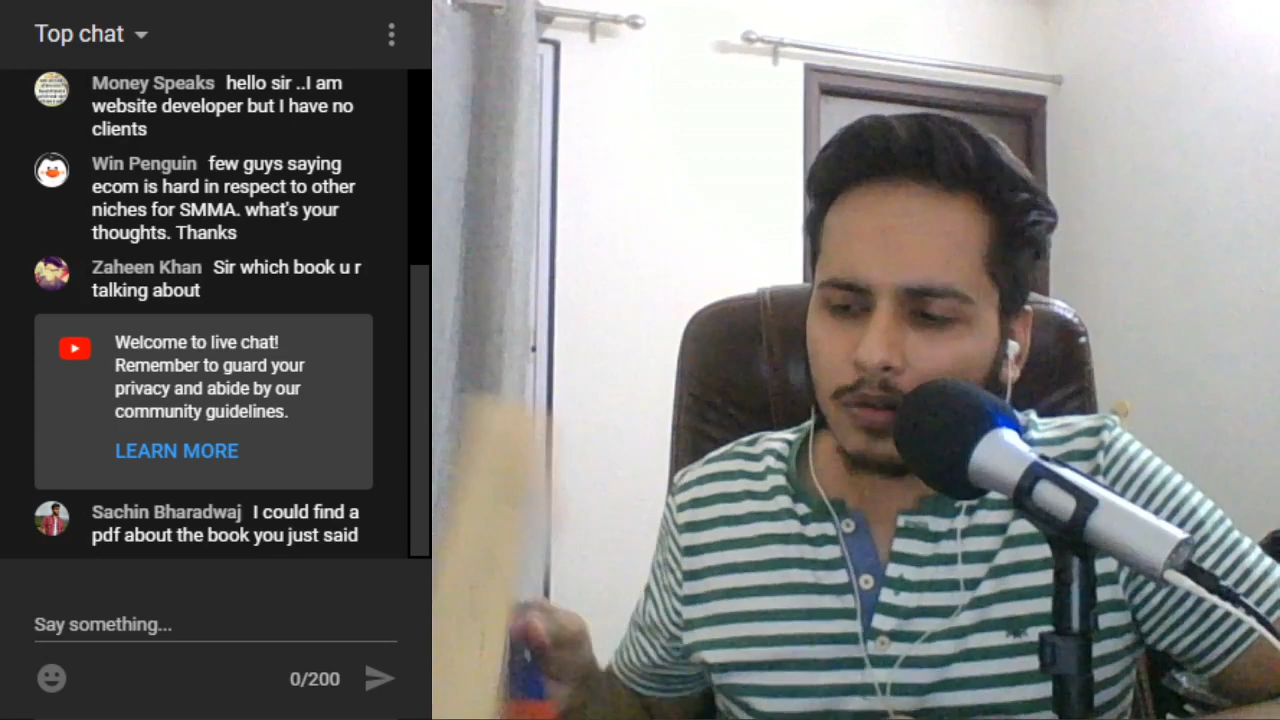 Top chat
Money Speaks hello sir ..I am
website developer but I have no
clients
Win Penguin few guys saying
ecom is hard in respect to other
niches for SMMA. what's your
thoughts. Thanks
Zaheen Khan Sir which book u r
talking about
Welcome to live chat!
Remember to guard your
privacy and abide by our
community guidelines.
LEARN MORE
Sachin Bharadwaj I could find a
pdf about the book you just said
Say something...
0/200